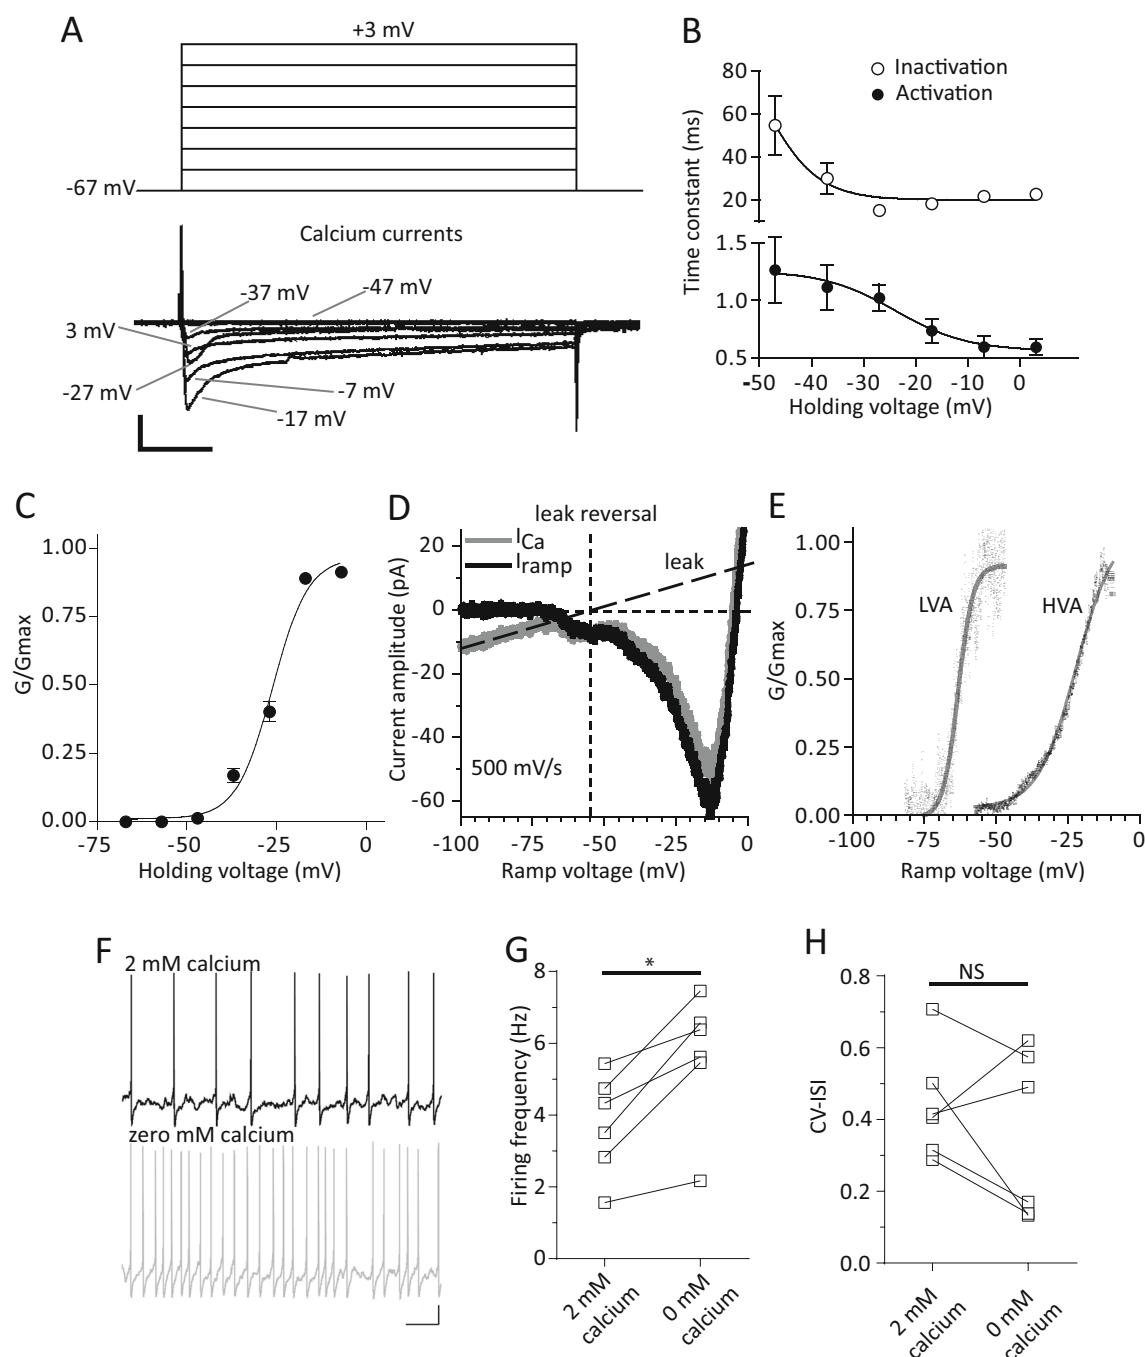 A
+3 mV
-67 mV
Calcium currents
-37 mV
-47 mV
3 mV
-27 mV
-7 mV
-17 mV
B
Inactivation
Activation
Time constant (ms)
80
60
40
20
1.5
1.0
0.5
-50 -40 -30 -20 -10 0
Holding voltage (mV)
C
G/Gmax
1.00
0.75
0.50
0.25
0.00
-75 -50 -25 0
Holding voltage (mV)
D
leak reversal
ICa
Iramp
leak
Current amplitude (pA)
20
0
-20
-40
-60
500 mV/s
-100 -75 -50 -25 0
Ramp voltage (mV)
E
G/Gmax
1.00
0.75
0.50
0.25
0.00
LVA
HVA
-100 -75 -50 -25 0
Ramp voltage (mV)
F
2 mM calcium
zero mM calcium
G
*
Firing frequency (Hz)
8
6
4
2
0
2 mM calcium
0 mM calcium
H
NS
CV-ISI
0.8
0.6
0.4
0.2
0.0
2 mM calcium
0 mM calcium